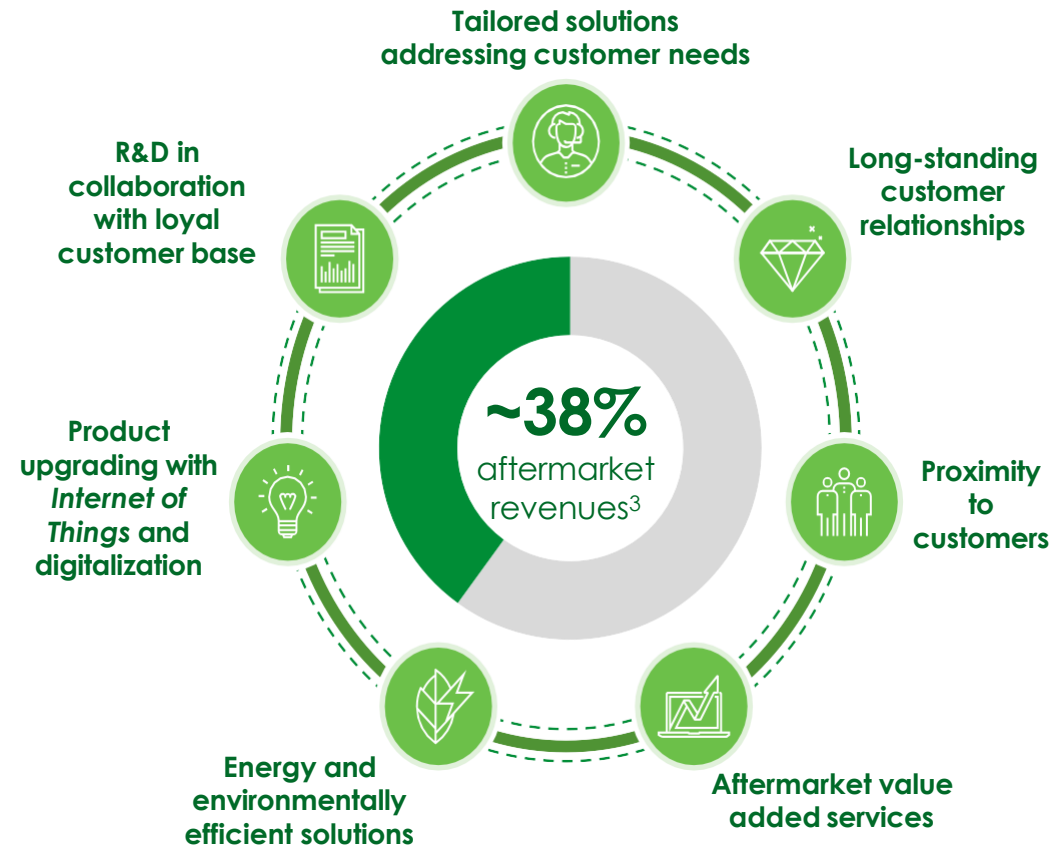 Tailored solutions
addressing customer needs
R&D in
collaboration
with loyal
customer base
Long-standing
customer
relationships
~38%
aftermarket
revenues3
Product
upgrading with
Internet of
Things and
digitalization
Proximity
to
customers
Energy and
environmentally
efficient solutions
Aftermarket value
added services